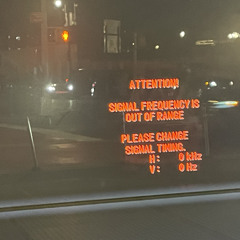 ATTENTION!
SIGNAL FREQUENCY IS
OUT OF RANGE
PLEASE CHANGE
SIGNAL TIMING.
H: 0 kHz
V: 0 Hz